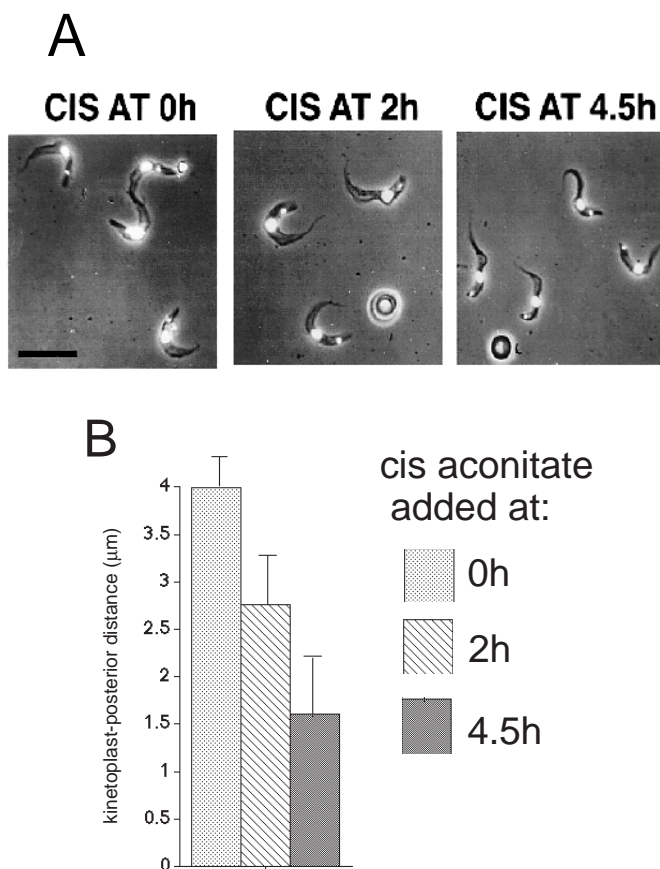 A
CIS AT 0h
CIS AT 2h
CIS AT 4.5h
B
kinetoplast-posterior distance (µm)
4
3.5
3
2.5
2
1.5
1
0.5
0
cis aconitate
added at:
0h
2h
4.5h